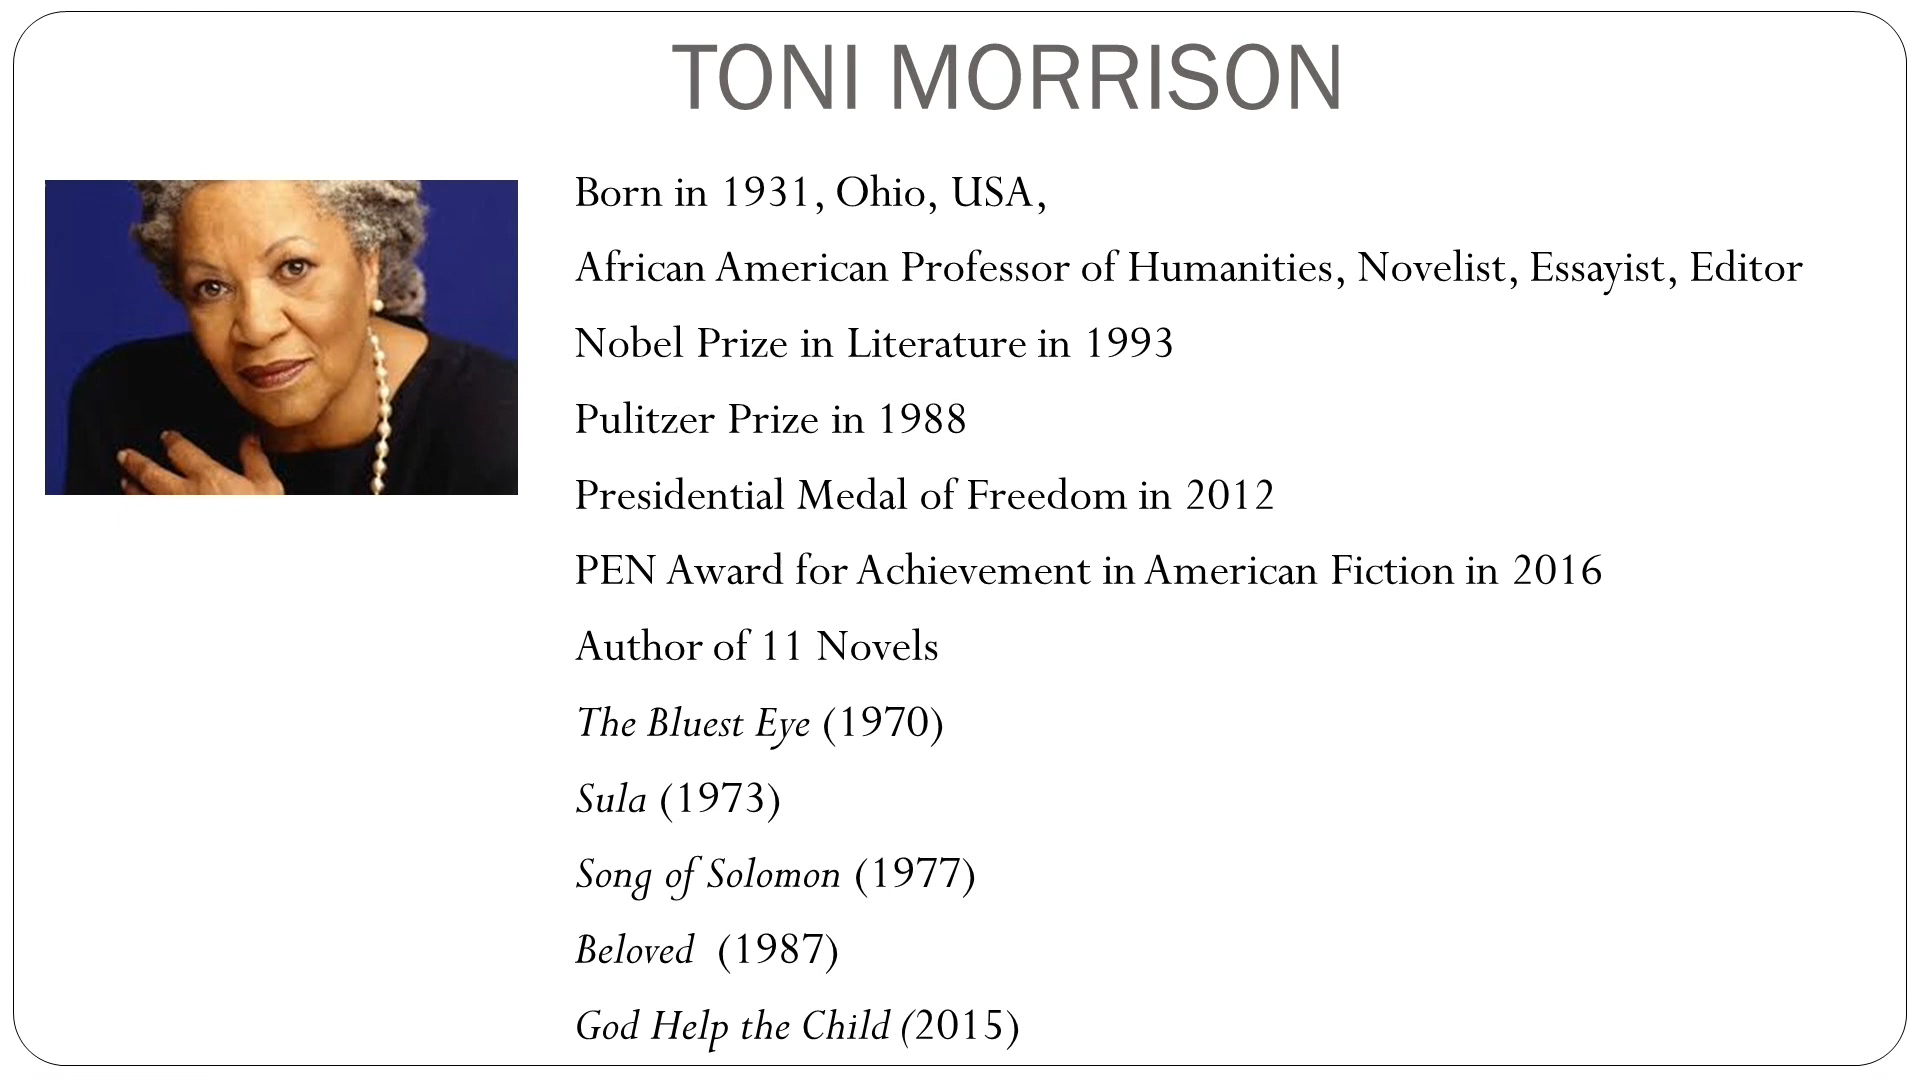 TONI MORRISON
Born in 1931, Ohio, USA,
African American Professor of Humanities, Novelist, Essayist, Editor
Nobel Prize in Literature in 1993
Pulitzer Prize in 1988
Presidential Medal of Freedom in 2012
PEN Award for Achievement in American Fiction in 2016
Author of 11 Novels
The Bluest Eye (1970)
Sula (1973)
Song of Solomon (1977)
Beloved  (1987)
God Help the Child (2015)